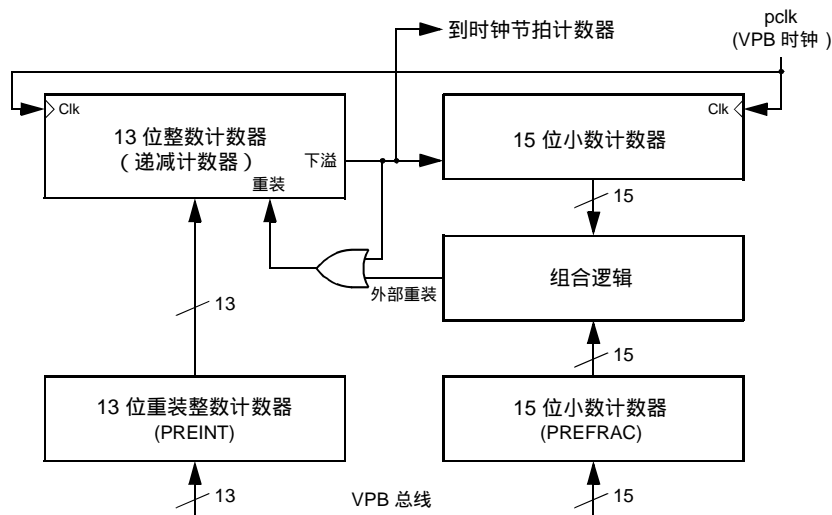 到时钟节拍计数器
pclk
(VPB 时钟 )
Clk
13 位整数计数器
( 递减计数器 )
下溢
重装
Clk
15 位小数计数器
15
组合逻辑
外部重装
13
15
13 位重装整数计数器
(PREINT)
15 位小数计数器
(PREFRAC)
13
VPB 总线
15